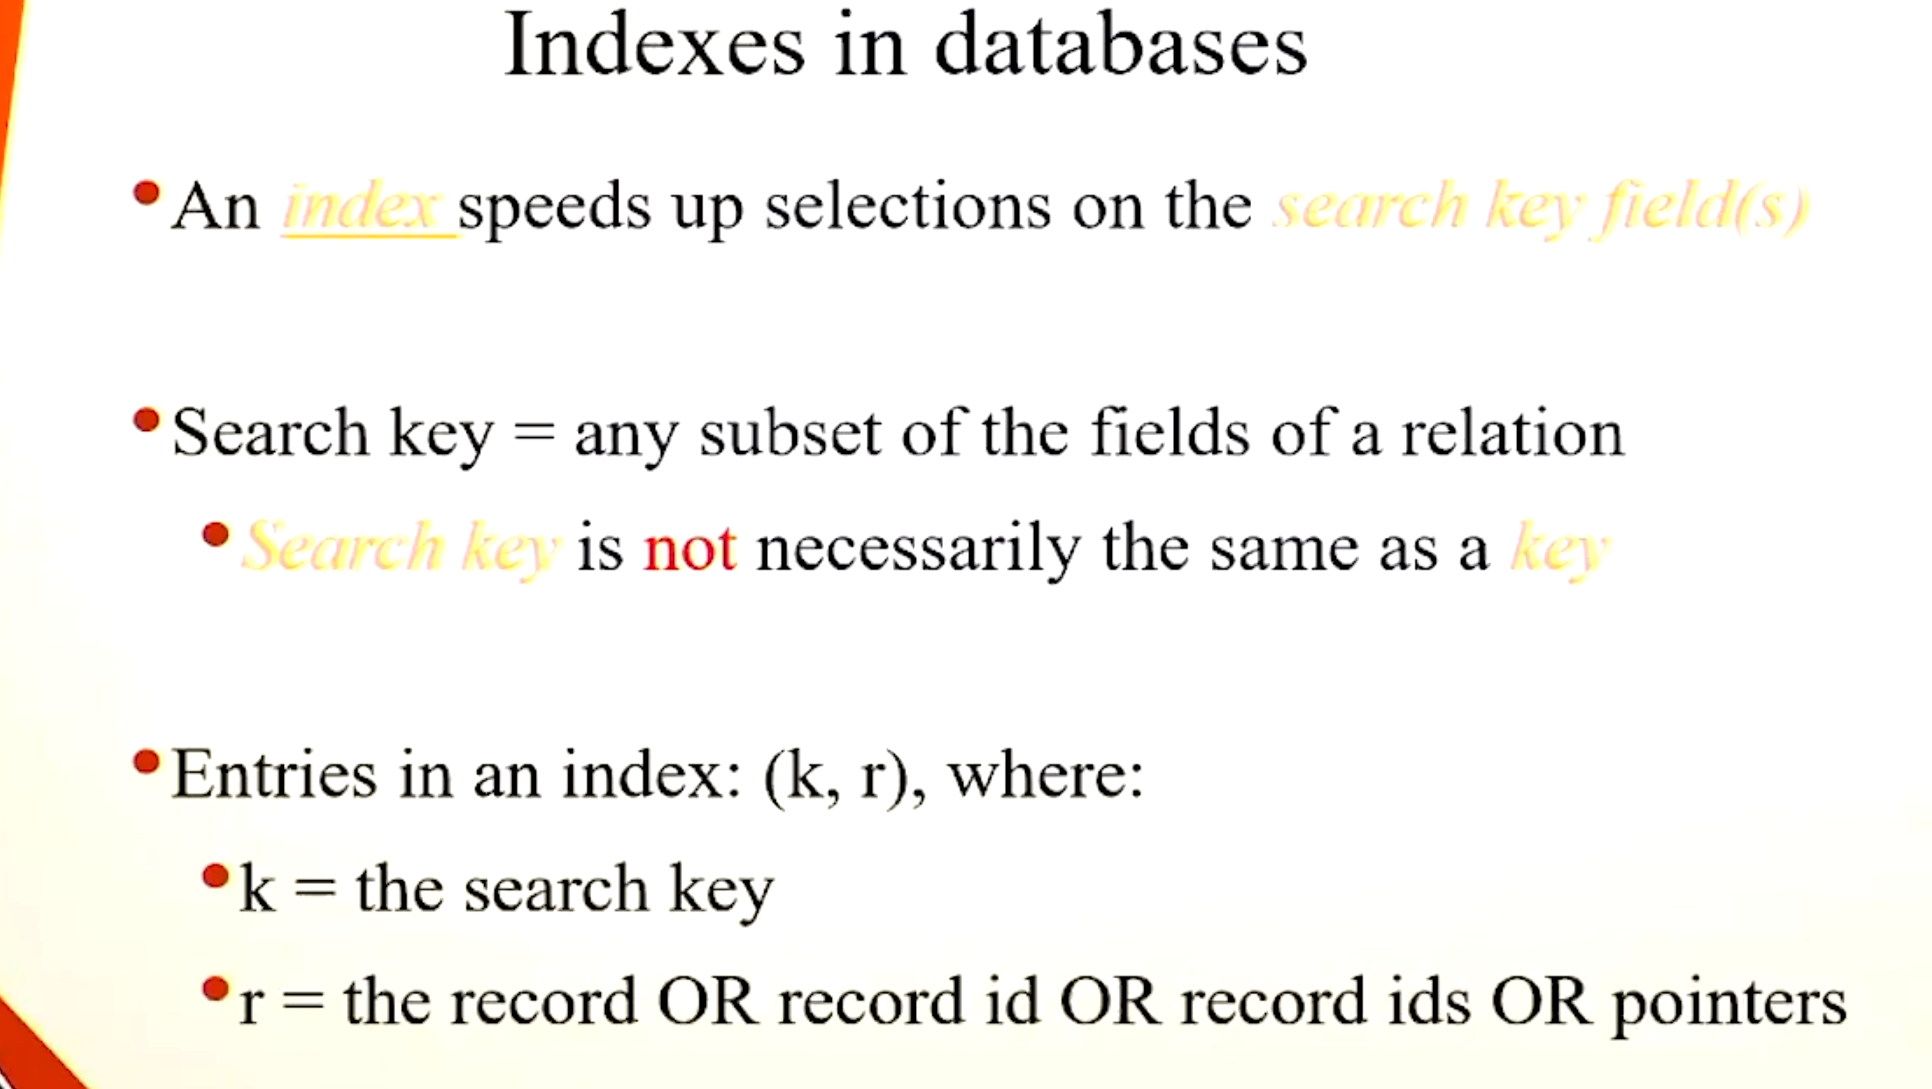 Indexes in databases
•An index speeds up selections on the search key field(s)
•Search key = any subset of the fields of a relation
•Search key is not necessarily the same as a key
•Entries in an index: (k, r), where:
•k = the search key
•r = the record OR record id OR record ids OR pointers